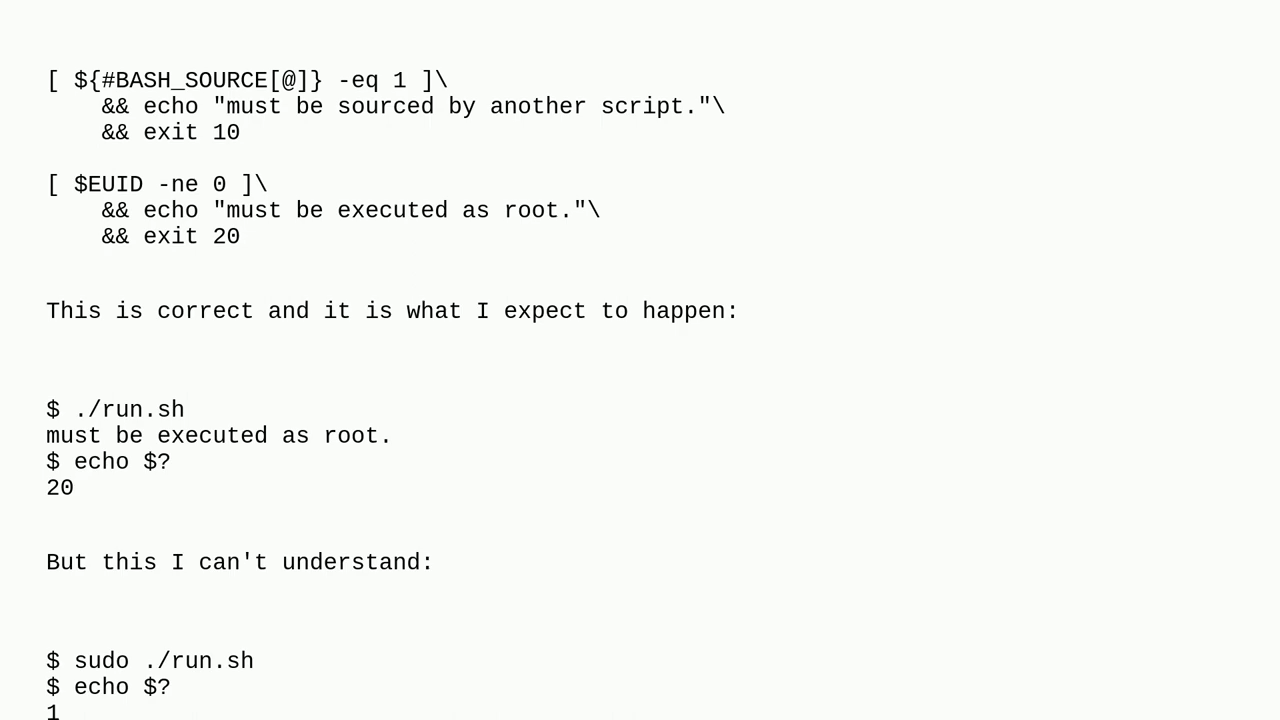 [ ${#BASH_SOURCE[@]} -eq 1 ]\
    && echo "must be sourced by another script."\
    && exit 10
[ $EUID -ne 0 ]\
    && echo "must be executed as root."\
    && exit 20
This is correct and it is what I expect to happen:
$ ./run.sh
must be executed as root.
$ echo $?
20
But this I can't understand:
$ sudo ./run.sh
$ echo $?
1